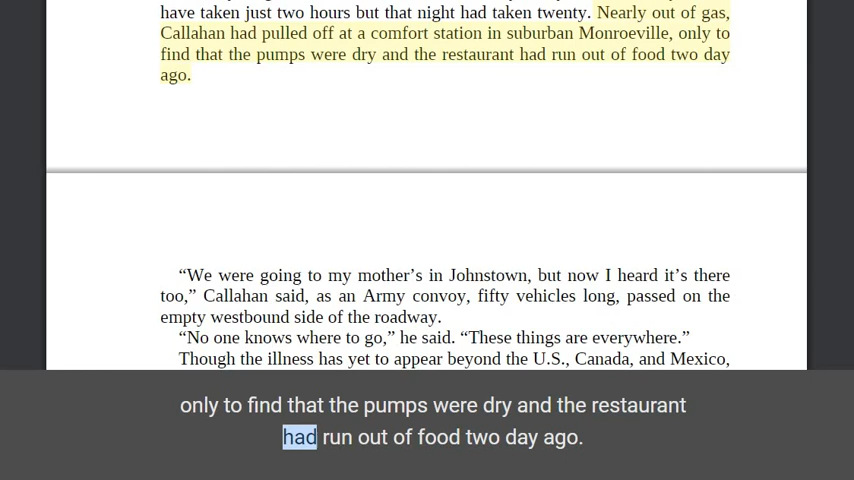 have taken just two hours but that night had taken twenty. Nearly out of gas,
Callahan had pulled off at a comfort station in suburban Monroeville, only to
find that the pumps were dry and the restaurant had run out of food two day
ago.
“We were going to my mother’s in Johnstown, but now I heard it’s there
too,” Callahan said, as an Army convoy, fifty vehicles long, passed on the
empty westbound side of the roadway.
“No one knows where to go,” he said. “These things are everywhere.”
Though the illness has yet to appear beyond the U.S., Canada, and Mexico,
only to find that the pumps were dry and the restaurant
had run out of food two day ago.